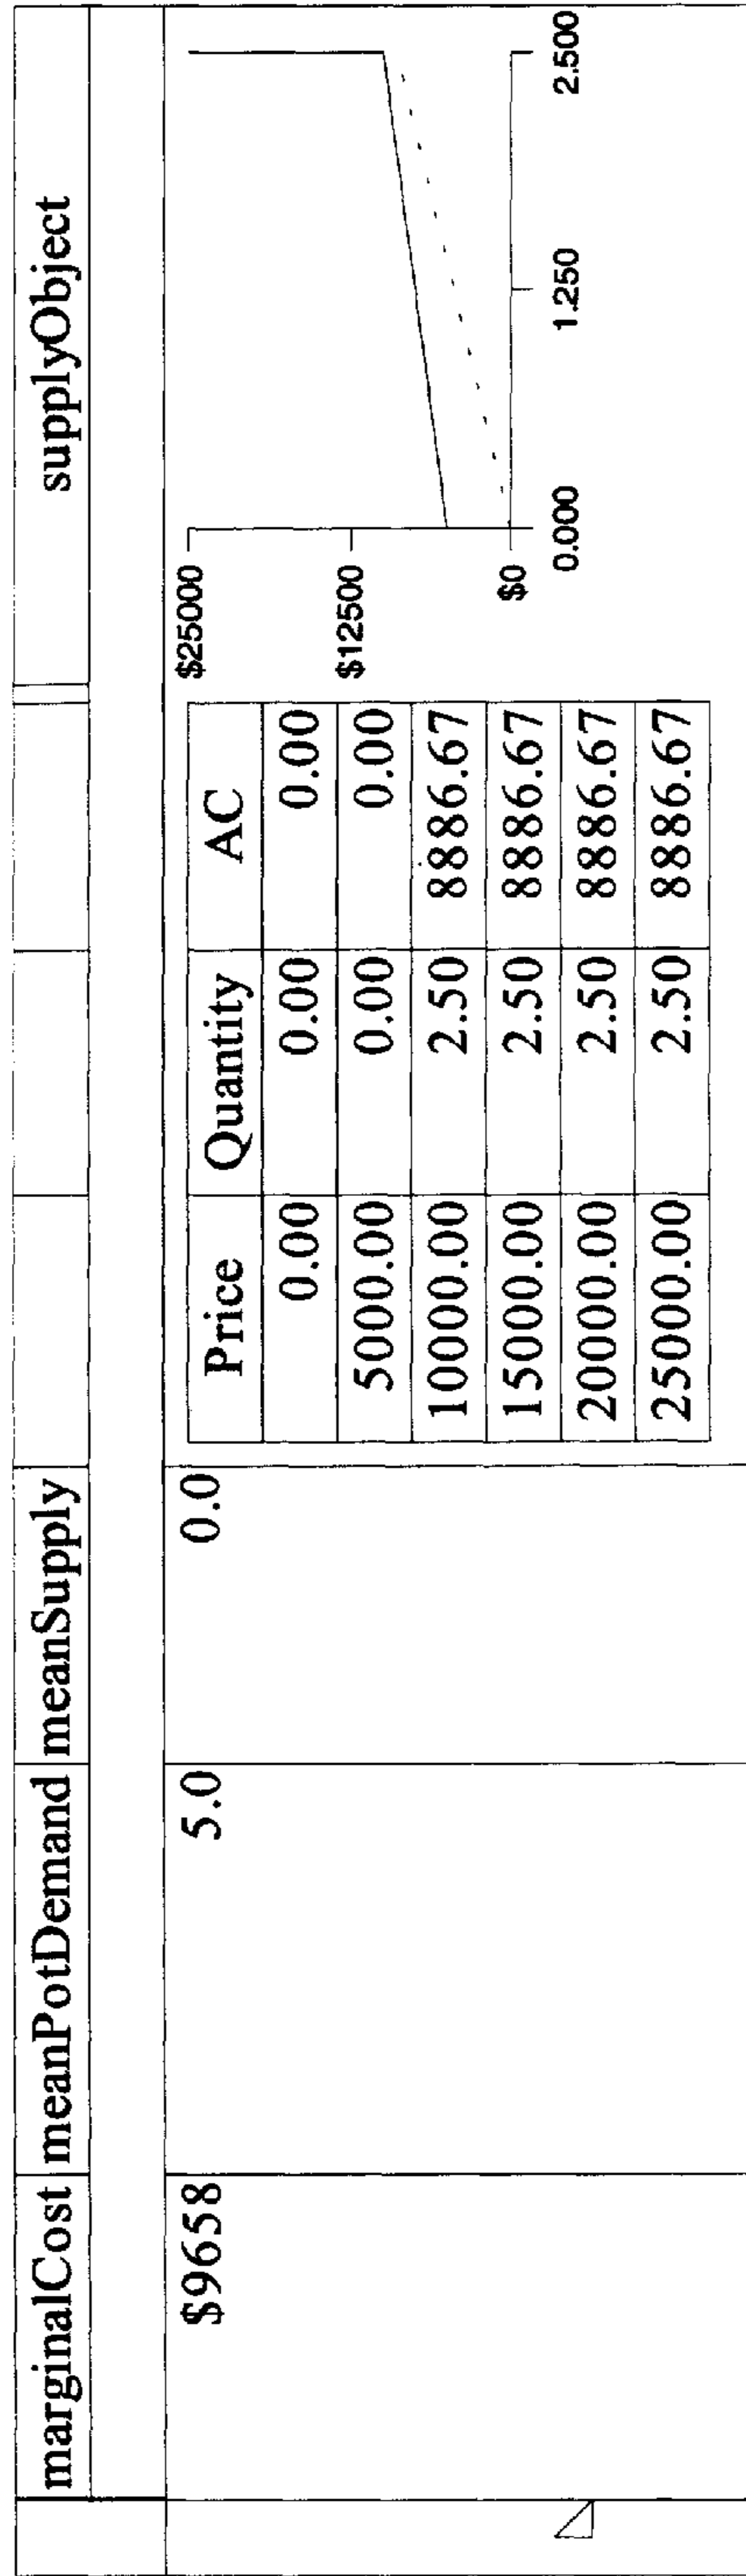 marginalCost meanPotDemand meanSupply supplyObject
$9658 5.0 0.0
Price Quantity AC
0.00 0.00 0.00
5000.00 0.00 0.00
10000.00 2.50 8886.67
15000.00 2.50 8886.67
20000.00 2.50 8886.67
25000.00 2.50 8886.67
$25000
$12500
$0
0.000 1.250 2.500